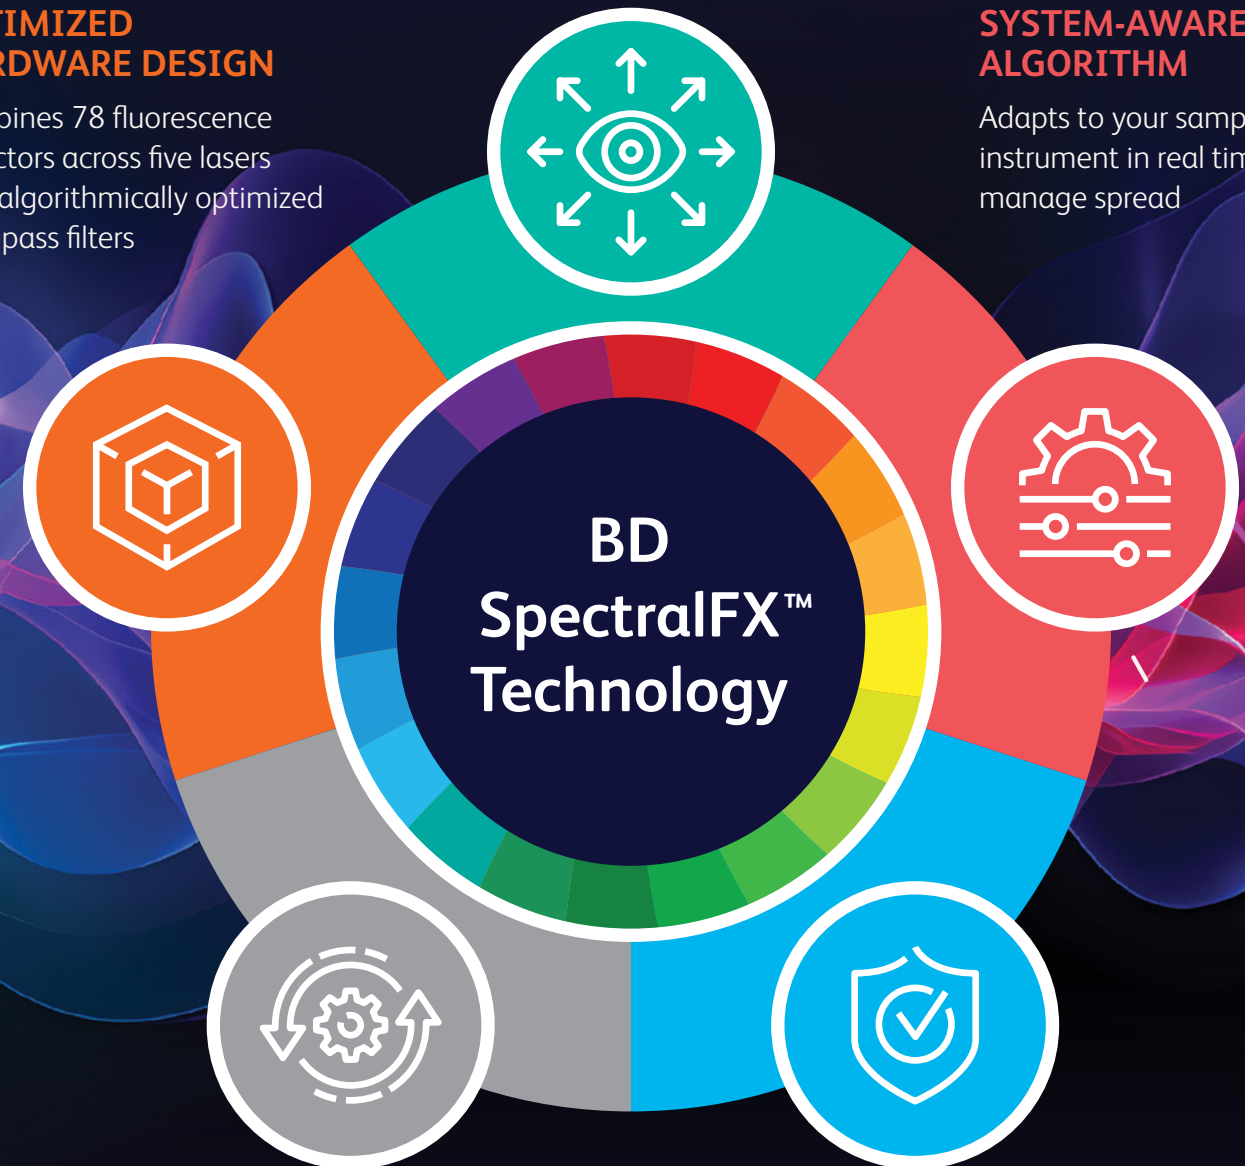 TIMIZED
RDWARE DESIGN
bines 78 fluorescence
ctors across five lasers
algorithmically optimized
pass filters
SYSTEM-AWARE
ALGORITHM
Adapts to your samp
instrument in real tim
manage spread
BD
SpectralFX™
Technology